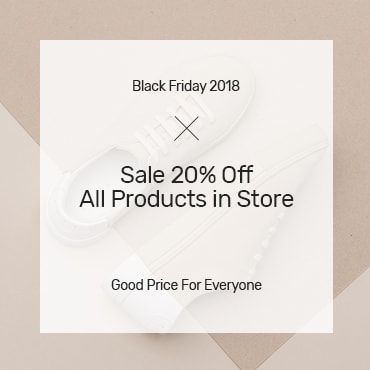 Black Friday 2018
Sale 20% Off
All Products in Store
Good Price For Everyone